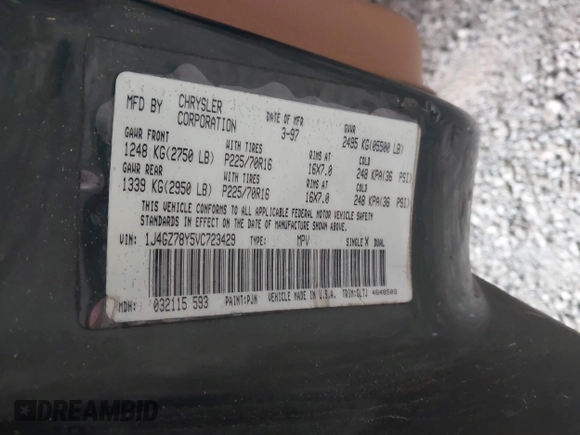 MFD BY CHRYSLER CORPORATION DATE OF MFR 3-97 GVWR 2495 KG(05500 LB)
GAWR FRONT WITH TIRES RIMS AT COLD
1248 KG(2750 LB) P225/70R16 16X7.0 248 KPA(36 PSI)
GAWR REAR WITH TIRES RIMS AT COLD
1339 KG(2950 LB) P225/70R16 16X7.0 248 KPA(36 PSI)
THIS VEHICLE CONFORMS TO ALL APPLICABLE FEDERAL MOTOR VEHICLE SAFETY
STANDARDS IN EFFECT ON THE DATE OF MANUFACTURE SHOWN ABOVE.
VIN: 1J4GZ78Y5VC723429 TYPE: MPV SINGLE X DUAL
MDH: 032115 593 PAINT:PJN VEHICLE MADE IN U.S.A. TRIM:GLTJ
DREAMBID